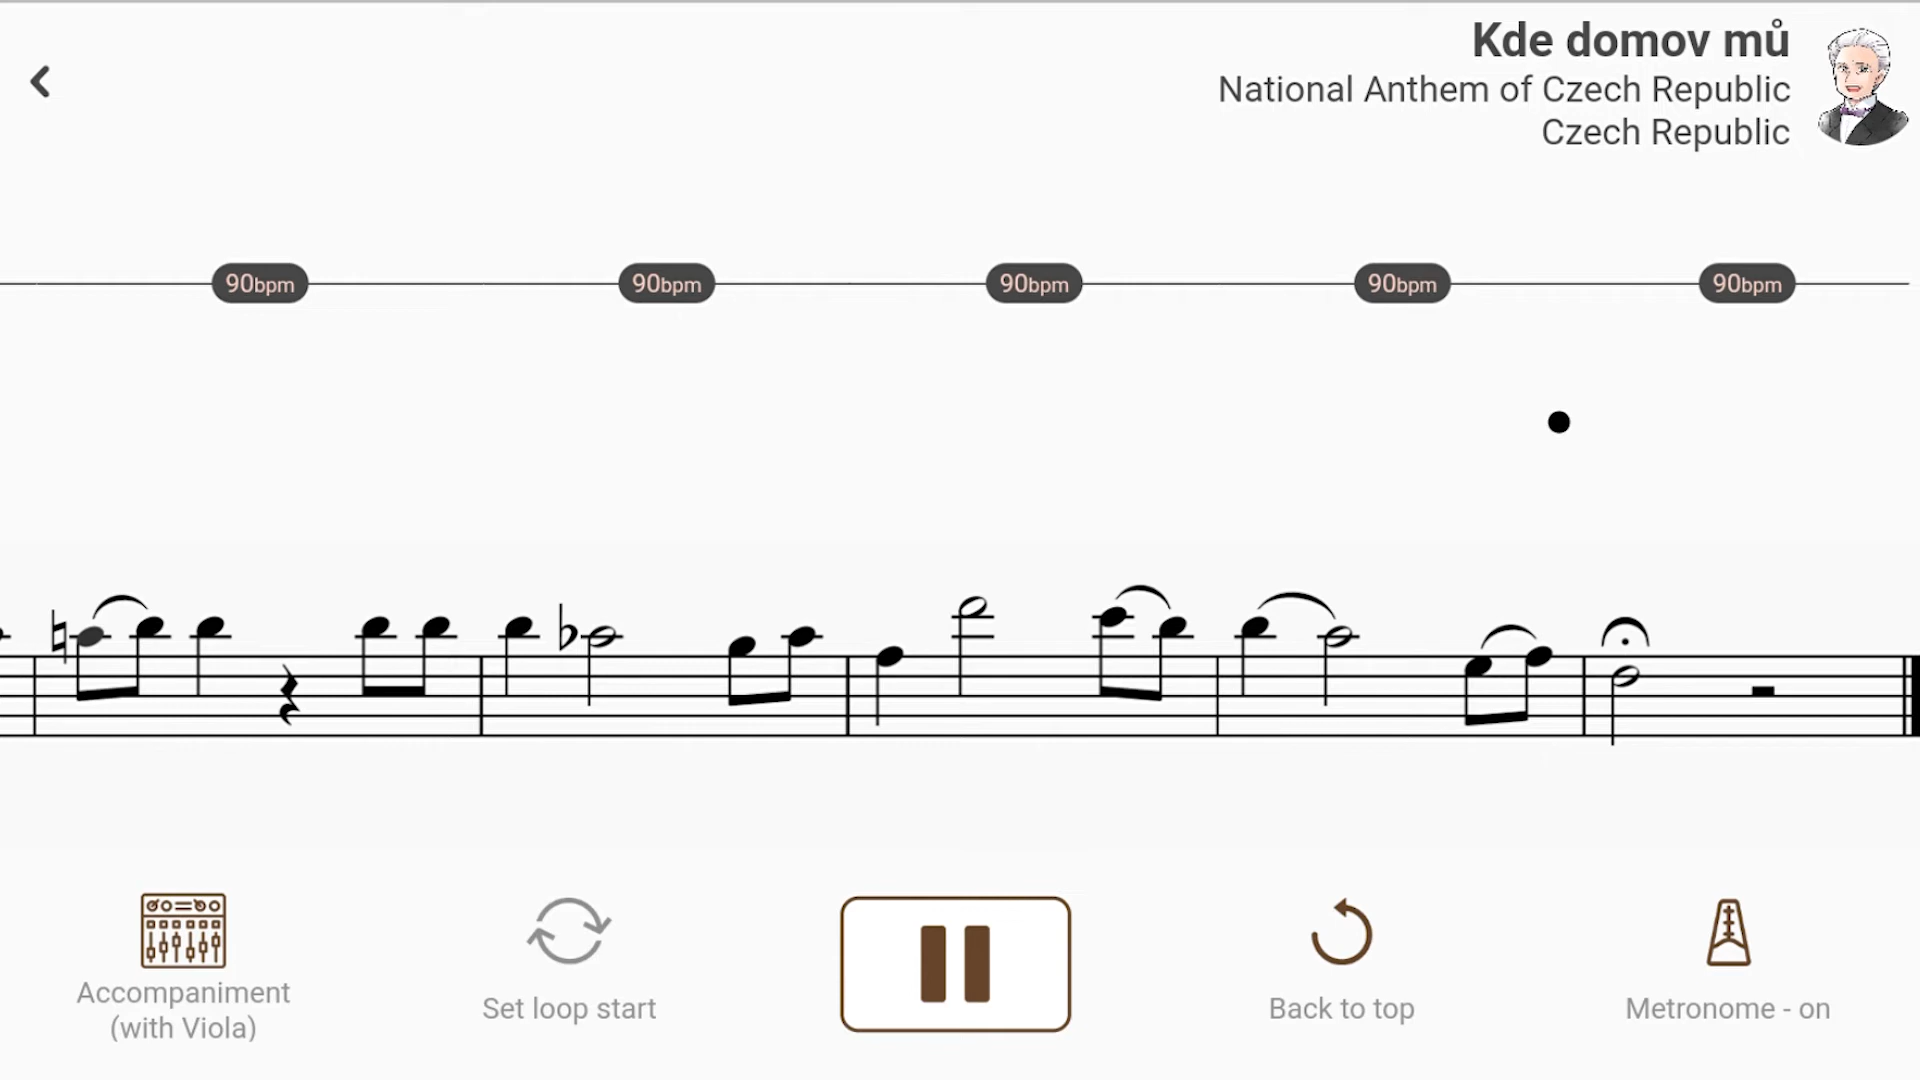 Kde domov mů
National Anthem of Czech Republic
Czech Republic
90bpm
90bpm
90bpm
90bpm
90bpm
Accompaniment
(with Viola)
Set loop start
Back to top
Metronome - on